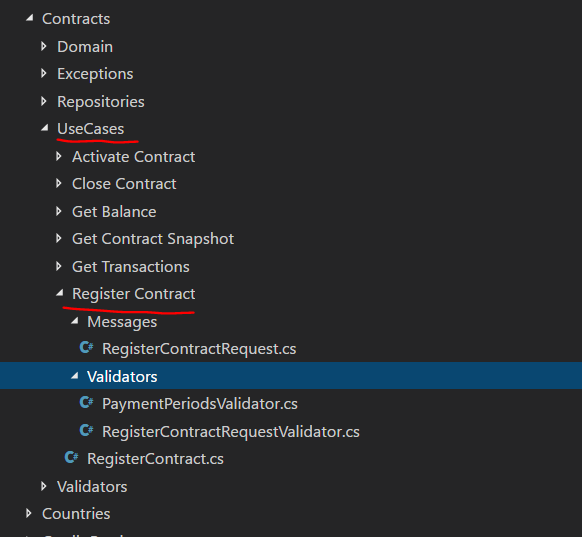 Contracts
Domain
Exceptions
Repositories
UseCases
Activate Contract
Close Contract
Get Balance
Get Contract Snapshot
Get Transactions
Register Contract
Messages
C# RegisterContractRequest.cs
Validators
C# PaymentPeriodsValidator.cs
C# RegisterContractRequestValidator.cs
C# RegisterContract.cs
Validators
Countries